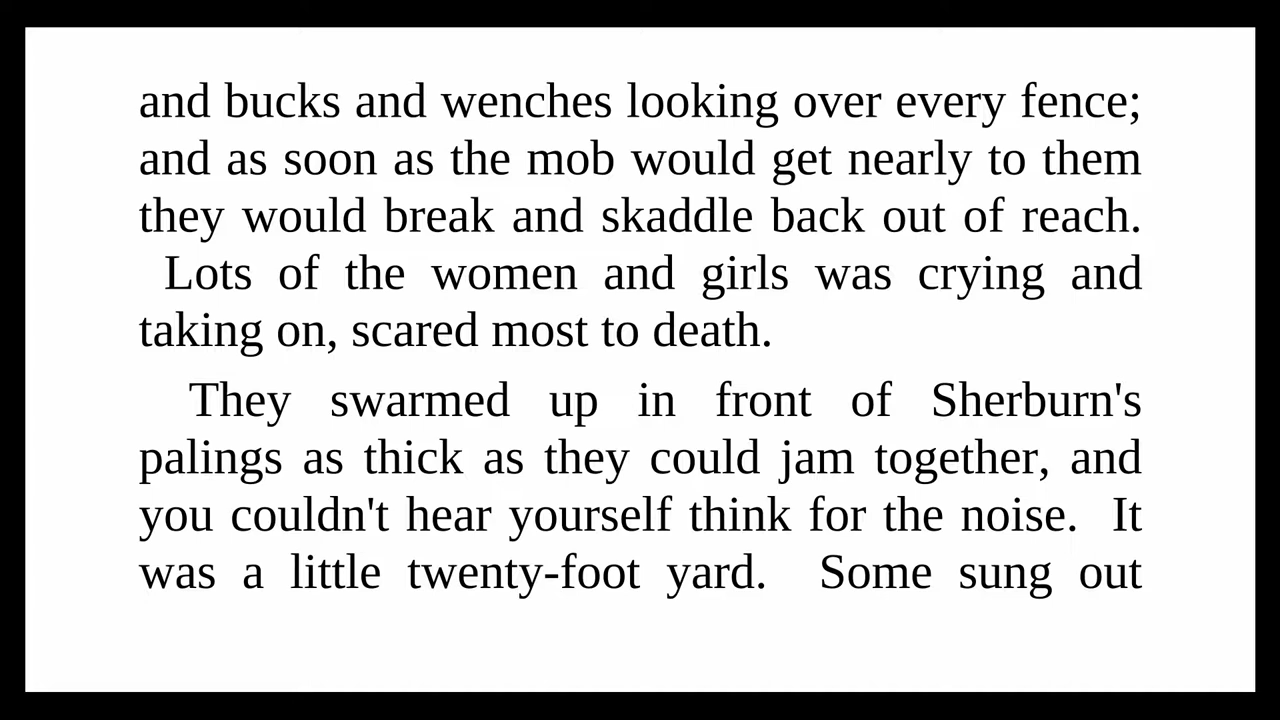 and bucks and wenches looking over every fence;
and as soon as the mob would get nearly to them
they would break and skaddle back out of reach.
Lots of the women and girls was crying and
taking on, scared most to death.
They swarmed up in front of Sherburn's
palings as thick as they could jam together, and
you couldn't hear yourself think for the noise. It
was a little twenty-foot yard. Some sung out